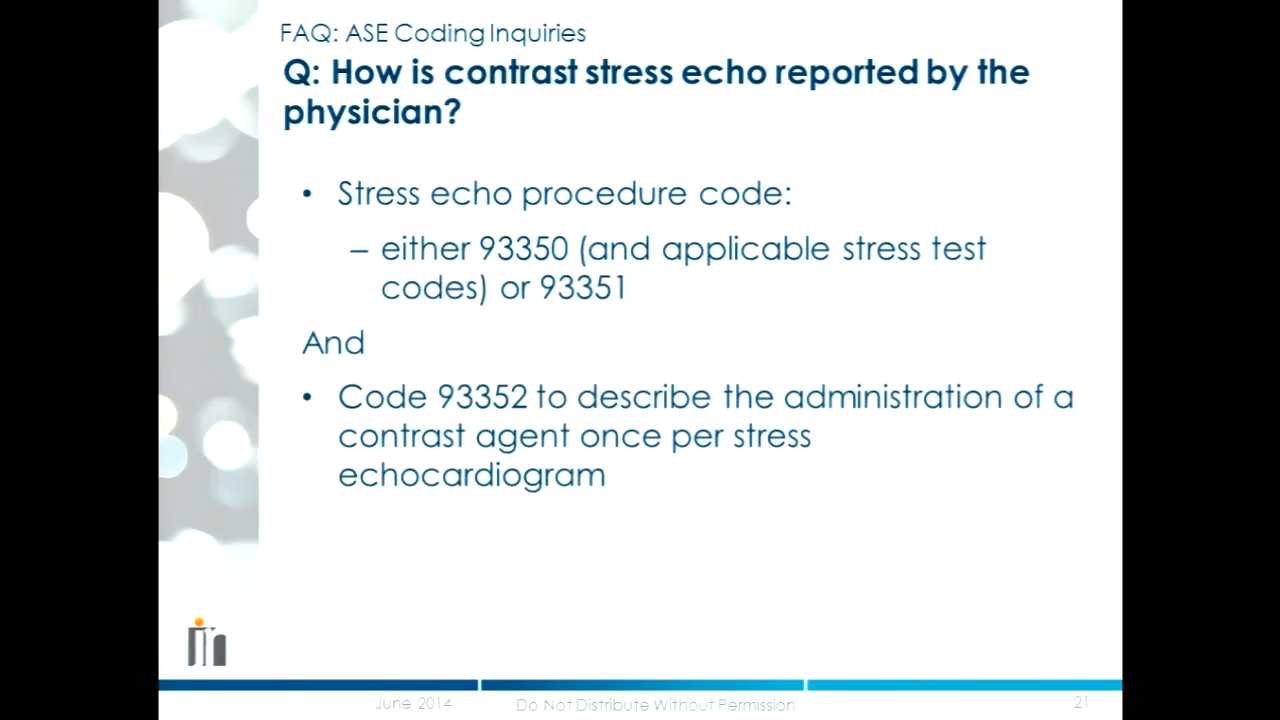 FAQ: ASE Coding Inquiries
Q: How is contrast stress echo reported by the
physician?
• Stress echo procedure code:
– either 93350 (and applicable stress test
codes) or 93351
And
• Code 93352 to describe the administration of a
contrast agent once per stress
echocardiogram
June 2014
Do Not Distribute Without Permission
21